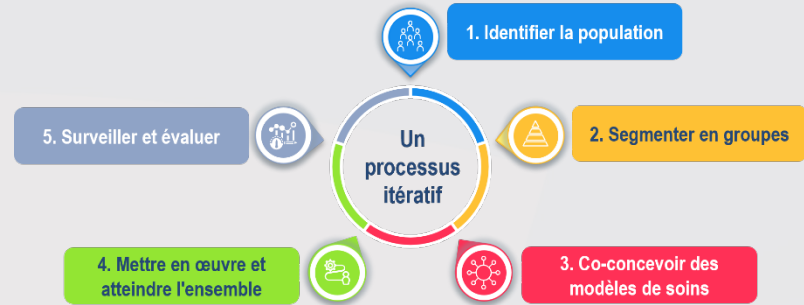 1. Identifier la population
2. Segmenter en groupes
3. Co-concevoir des
modèles de soins
4. Mettre en œuvre et
atteindre l'ensemble
5. Surveiller et évaluer
Un
processus
itératif